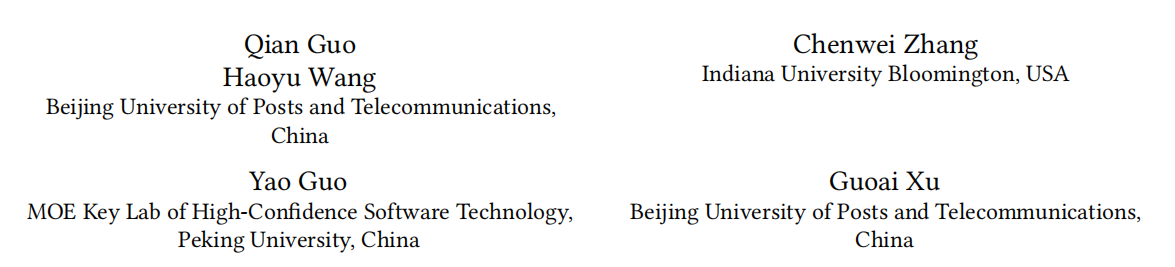 Qian Guo
Haoyu Wang
Beijing University of Posts and Telecommunications,
China
Chenwei Zhang
Indiana University Bloomington, USA
Yao Guo
MOE Key Lab of High-Confidence Software Technology,
Peking University, China
Guoai Xu
Beijing University of Posts and Telecommunications,
China